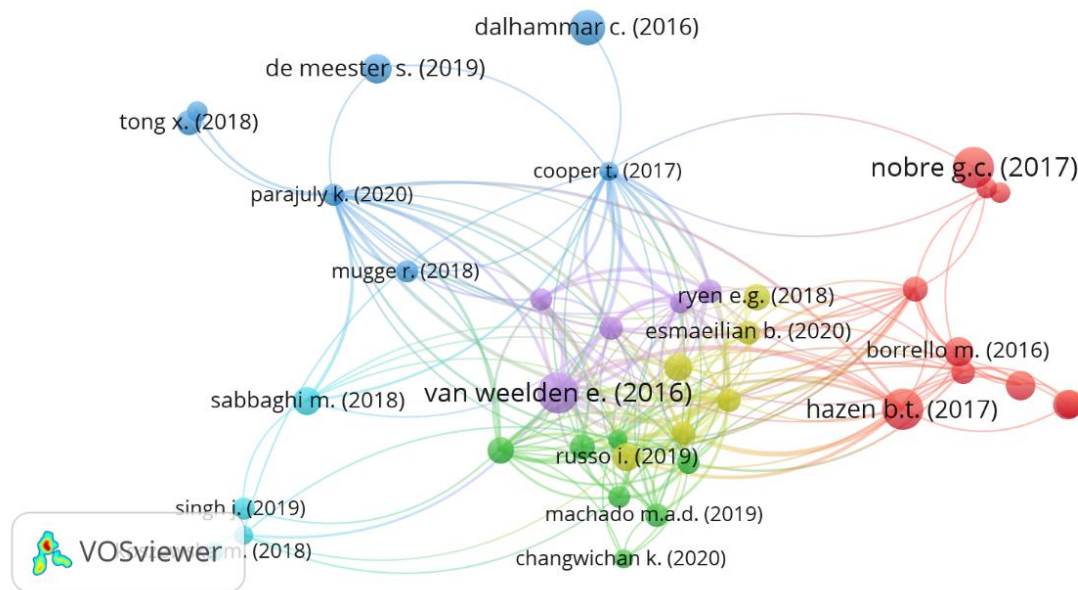 dalhammar c. (2016)
de meester s. (2019)
tong x. (2018)
cooper t. (2017)
nobre g.c. (2017)
parajuly k. (2020)
mugge r. (2018)
ryen e.g. (2018)
esmaeilian b. (2020)
borrello m. (2016)
van weelden e. (2016)
sabbaghi m. (2018)
hazen b.t. (2017)
russo i. (2019)
singh j. (2019)
machado m.a.d. (2019)
VOSviewer
m. (2018)
changwichan k. (2020)